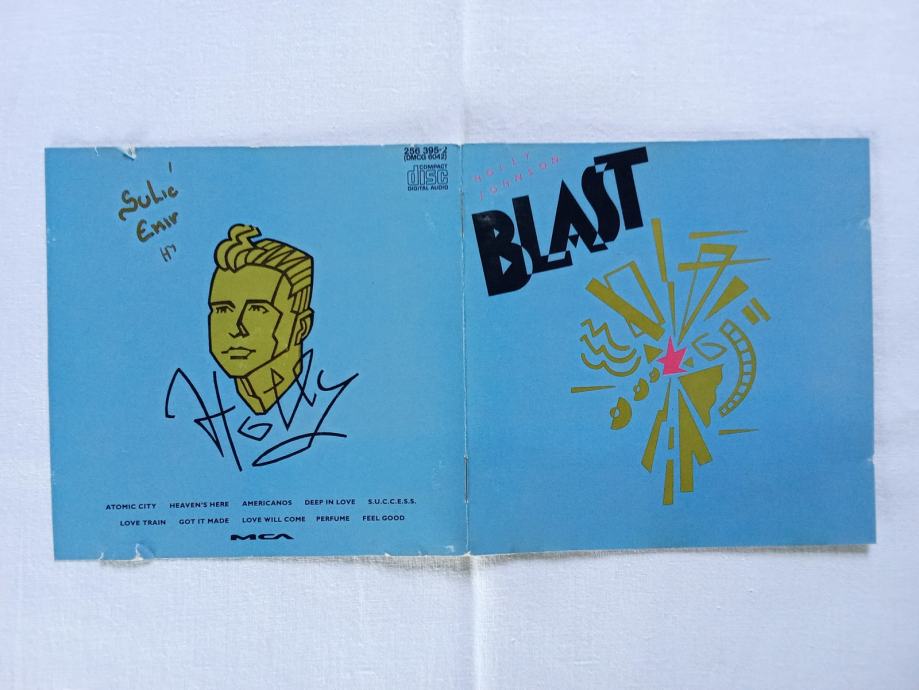 Sulić
Emir
256 395-2
(DMCG 6042)
COMPACT
disc
DIGITAL AUDIO
Holly
ATOMIC CITY HEAVEN'S HERE AMERICANOS DEEP IN LOVE S.U.C.C.E.S.S.
LOVE TRAIN GOT IT MADE LOVE WILL COME PERFUME FEEL GOOD
MCA
HOLLY
JOHNSON
BLAST